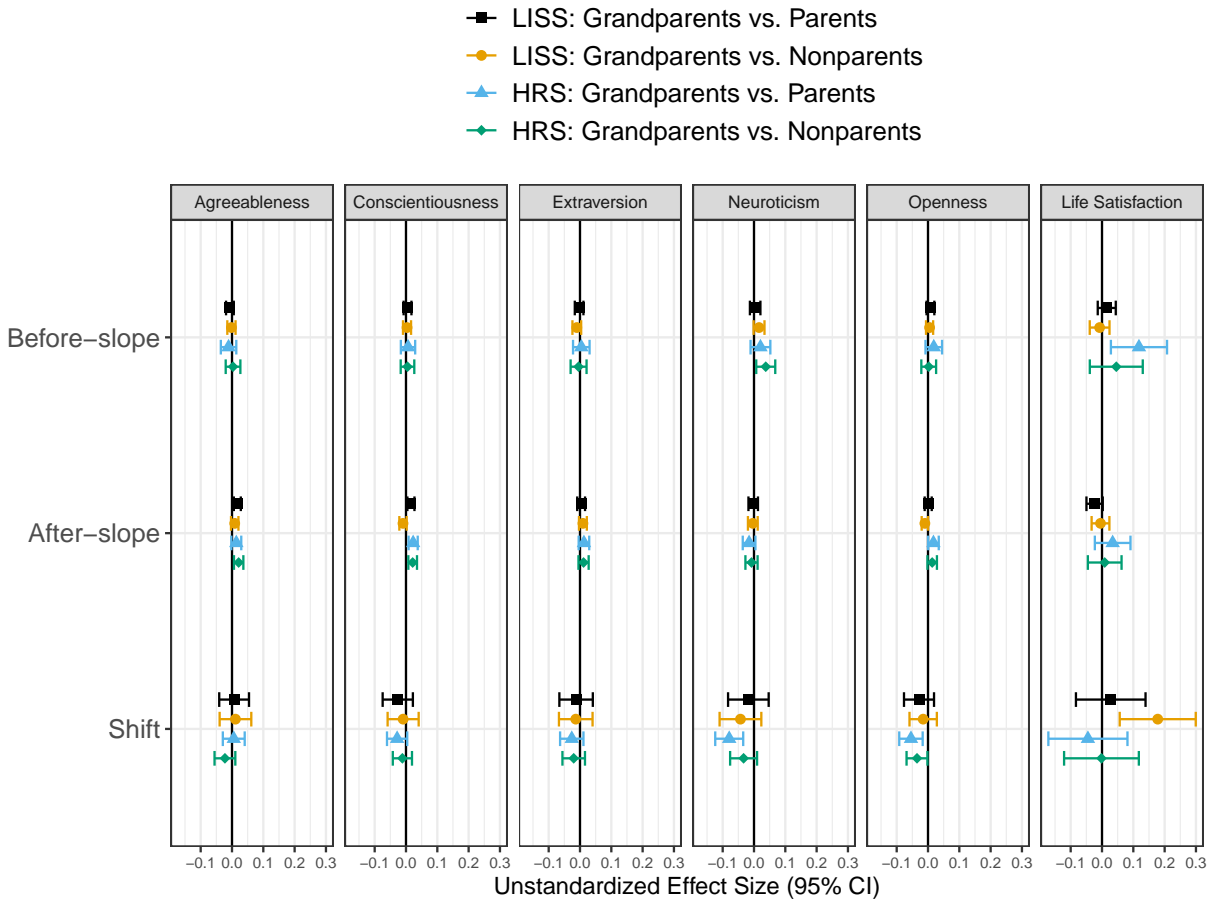 LISS: Grandparents vs. Parents
LISS: Grandparents vs. Nonparents
HRS: Grandparents vs. Parents
HRS: Grandparents vs. Nonparents
Agreeableness Conscientiousness Extraversion Neuroticism Openness Life Satisfaction
Before−slope
After−slope
Shift
−0.1 0.0 0.1 0.2 0.3 −0.1 0.0 0.1 0.2 0.3 −0.1 0.0 0.1 0.2 0.3 −0.1 0.0 0.1 0.2 0.3 −0.1 0.0 0.1 0.2 0.3 −0.1 0.0 0.1 0.2 0.3
Unstandardized Effect Size (95% CI)